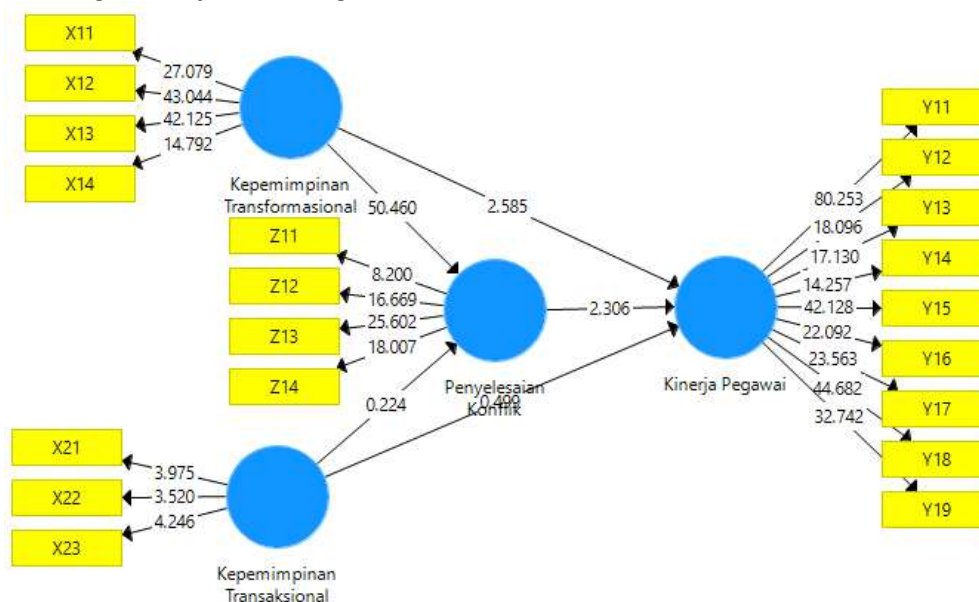 X11
X12
X13
X14
27.079
43.044
42.125
14.792
Kepemimpinan
Transformasional
50.460
2.585
Z11
Z12
Z13
Z14
8.200
16.669
25.602
18.007
Penyelesaian
Konflik
2.306
0.224
0.499
X21
X22
X23
3.975
3.520
4.246
Kepemimpinan
Transaksional
Kinerja Pegawai
80.253
18.096
17.130
14.257
42.128
22.092
23.563
44.682
32.742
Y11
Y12
Y13
Y14
Y15
Y16
Y17
Y18
Y19